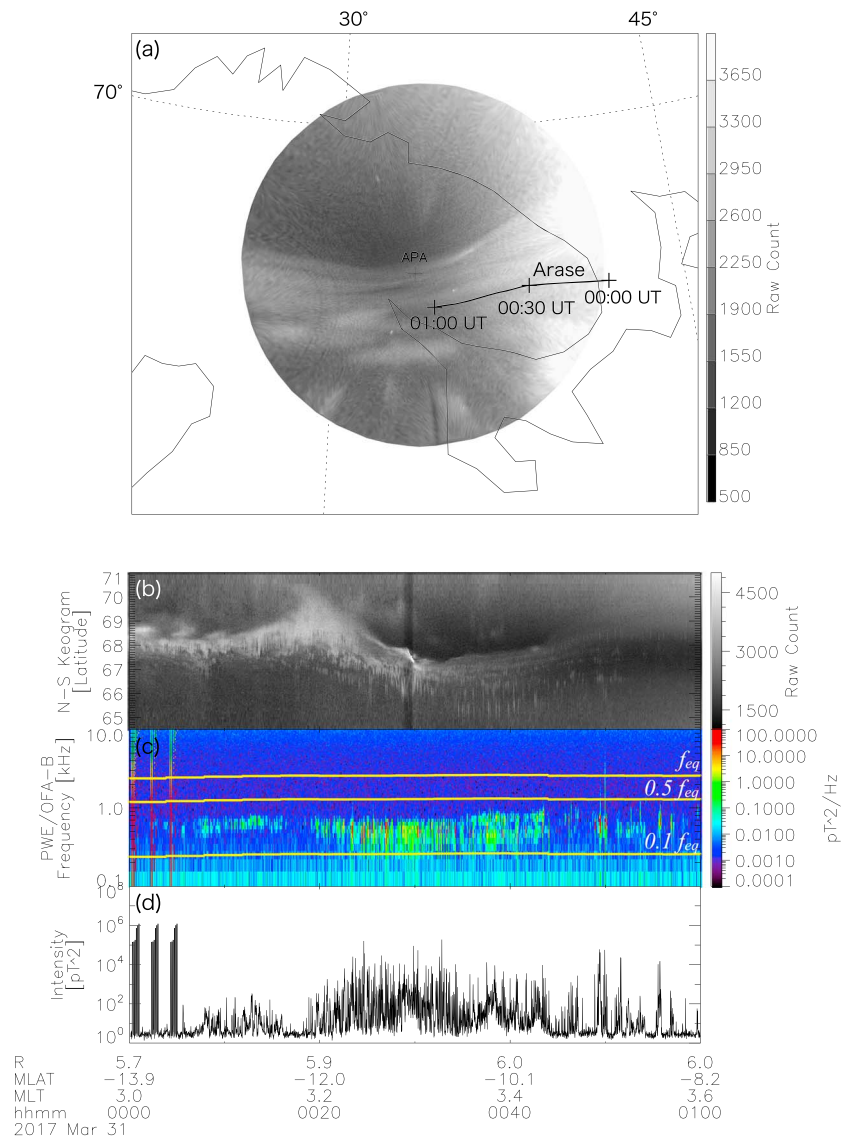 30° 45°
(a)
70°
3650
3300
2950
2600
2250
1900
1550
1200
850
500
Raw Count
APA
Arase
00:00 UT
00:30 UT
01:00 UT
(b)
71
70
69
68
67
66
65
N-S Keogram
[Latitude]
4500
3000
1500
Raw Count
(c)
10.0
1.0
0.1
PWE/OFA-B
Frequency [kHz]
feq
0.5 feq
0.1 feq
100.0000
10.0000
1.0000
0.1000
0.0100
0.0010
0.0001
pT^2/Hz
(d)
10^8
10^6
10^4
10^2
10^0
Intensity
[pT^2]
R 5.7 5.9 6.0 6.0
MLAT -13.9 -12.0 -10.1 -8.2
MLT 3.0 3.2 3.4 3.6
hhmm 0000 0020 0040 0100
2017 Mar 31